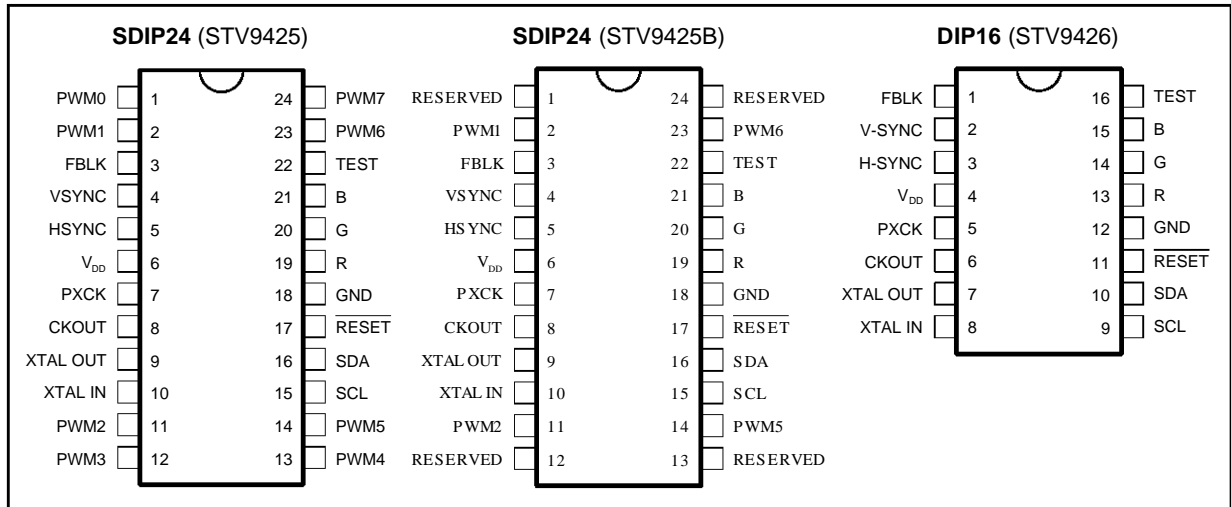 SDIP24 (STV9425)
PWM0 1 24 PWM7
PWM1 2 23 PWM6
FBLK 3 22 TEST
VSYNC 4 21 B
HSYNC 5 20 G
VDD 6 19 R
PXCK 7 18 GND
CKOUT 8 17 RESET
XTAL OUT 9 16 SDA
XTAL IN 10 15 SCL
PWM2 11 14 PWM5
PWM3 12 13 PWM4
SDIP24 (STV9425B)
RESERVED 1 24 RESERVED
PWM1 2 23 PWM6
FBLK 3 22 TEST
VSYNC 4 21 B
HSYNC 5 20 G
VDD 6 19 R
PXCK 7 18 GND
CKOUT 8 17 RESET
XTAL OUT 9 16 SDA
XTAL IN 10 15 SCL
PWM2 11 14 PWM5
RESERVED 12 13 RESERVED
DIP16 (STV9426)
FBLK 1 16 TEST
V-SYNC 2 15 B
H-SYNC 3 14 G
VDD 4 13 R
PXCK 5 12 GND
CKOUT 6 11 RESET
XTAL OUT 7 10 SDA
XTAL IN 8 9 SCL